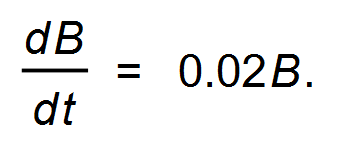 dB/dt = 0.02B.